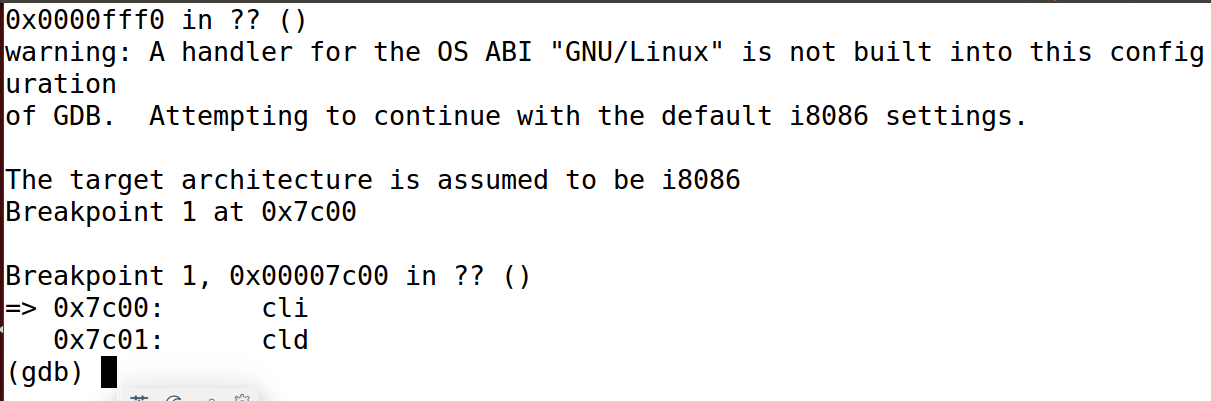 0x0000fff0 in ?? ()
warning: A handler for the OS ABI "GNU/Linux" is not built into this config
uration
of GDB.  Attempting to continue with the default i8086 settings.

The target architecture is assumed to be i8086
Breakpoint 1 at 0x7c00

Breakpoint 1, 0x00007c00 in ?? ()
=> 0x7c00:      cli
   0x7c01:      cld
(gdb)